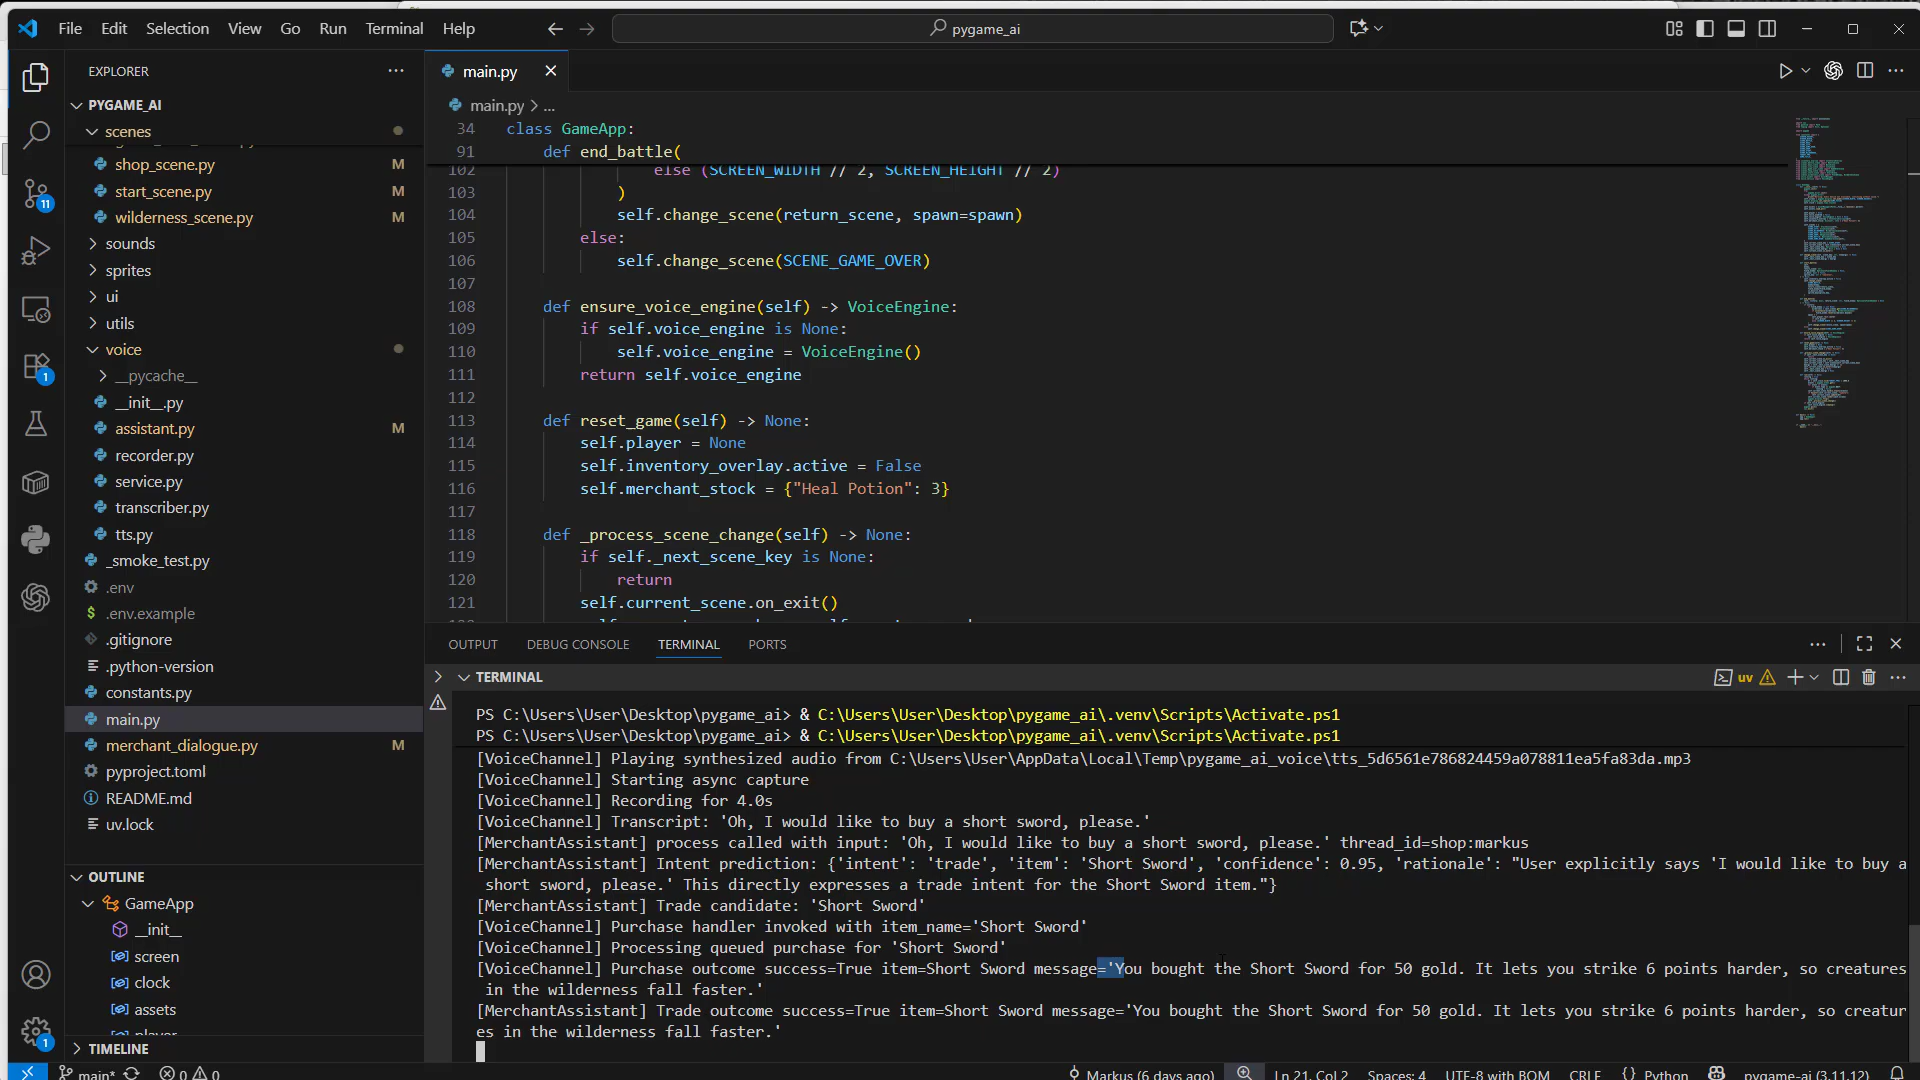 File Edit Selection View Go Run Terminal Help
pygame_ai
EXPLORER
PYGAME_AI
scenes
shop_scene.py M
start_scene.py M
wilderness_scene.py M
sounds
sprites
ui
utils
voice
__pycache__
__init__.py
assistant.py M
recorder.py
service.py
transcriber.py
tts.py
_smoke_test.py
.env
.env.example
.gitignore
.python-version
constants.py
main.py
merchant_dialogue.py M
pyproject.toml
README.md
uv.lock
OUTLINE
GameApp
__init__
screen
clock
assets
player
TIMELINE
11
1
1
main.py
main.py > ...
34 class GameApp:
91 def end_battle(
102 else (SCREEN_WIDTH // 2, SCREEN_HEIGHT // 2)
103 )
104 self.change_scene(return_scene, spawn=spawn)
105 else:
106 self.change_scene(SCENE_GAME_OVER)
107
108 def ensure_voice_engine(self) -> VoiceEngine:
109 if self.voice_engine is None:
110 self.voice_engine = VoiceEngine()
111 return self.voice_engine
112
113 def reset_game(self) -> None:
114 self.player = None
115 self.inventory_overlay.active = False
116 self.merchant_stock = {"Heal Potion": 3}
117
118 def _process_scene_change(self) -> None:
119 if self._next_scene_key is None:
120 return
121 self.current_scene.on_exit()
OUTPUT DEBUG CONSOLE TERMINAL PORTS
TERMINAL
uv
PS C:\Users\User\Desktop\pygame_ai> & C:\Users\User\Desktop\pygame_ai\.venv\Scripts\Activate.ps1
PS C:\Users\User\Desktop\pygame_ai> & C:\Users\User\Desktop\pygame_ai\.venv\Scripts\Activate.ps1
[VoiceChannel] Playing synthesized audio from C:\Users\User\AppData\Local\Temp\pygame_ai_voice\tts_5d6561e786824459a078811ea5fa83da.mp3
[VoiceChannel] Starting async capture
[VoiceChannel] Recording for 4.0s
[VoiceChannel] Transcript: 'Oh, I would like to buy a short sword, please.'
[MerchantAssistant] process called with input: 'Oh, I would like to buy a short sword, please.' thread_id=shop:markus
[MerchantAssistant] Intent prediction: {'intent': 'trade', 'item': 'Short Sword', 'confidence': 0.95, 'rationale': "User explicitly says 'I would like to buy a
short sword, please.' This directly expresses a trade intent for the Short Sword item."}
[MerchantAssistant] Trade candidate: 'Short Sword'
[VoiceChannel] Purchase handler invoked with item_name='Short Sword'
[VoiceChannel] Processing queued purchase for 'Short Sword'
[VoiceChannel] Purchase outcome success=True item=Short Sword message='You bought the Short Sword for 50 gold. It lets you strike 6 points harder, so creatures
in the wilderness fall faster.'
[MerchantAssistant] Trade outcome success=True item=Short Sword message='You bought the Short Sword for 50 gold. It lets you strike 6 points harder, so creatur
es in the wilderness fall faster.'
main* 0 0 Markus (6 days ago) Ln 21, Col 2 Spaces: 4 UTF-8 with BOM CRLF {} Python pygame-ai (3.11.12)